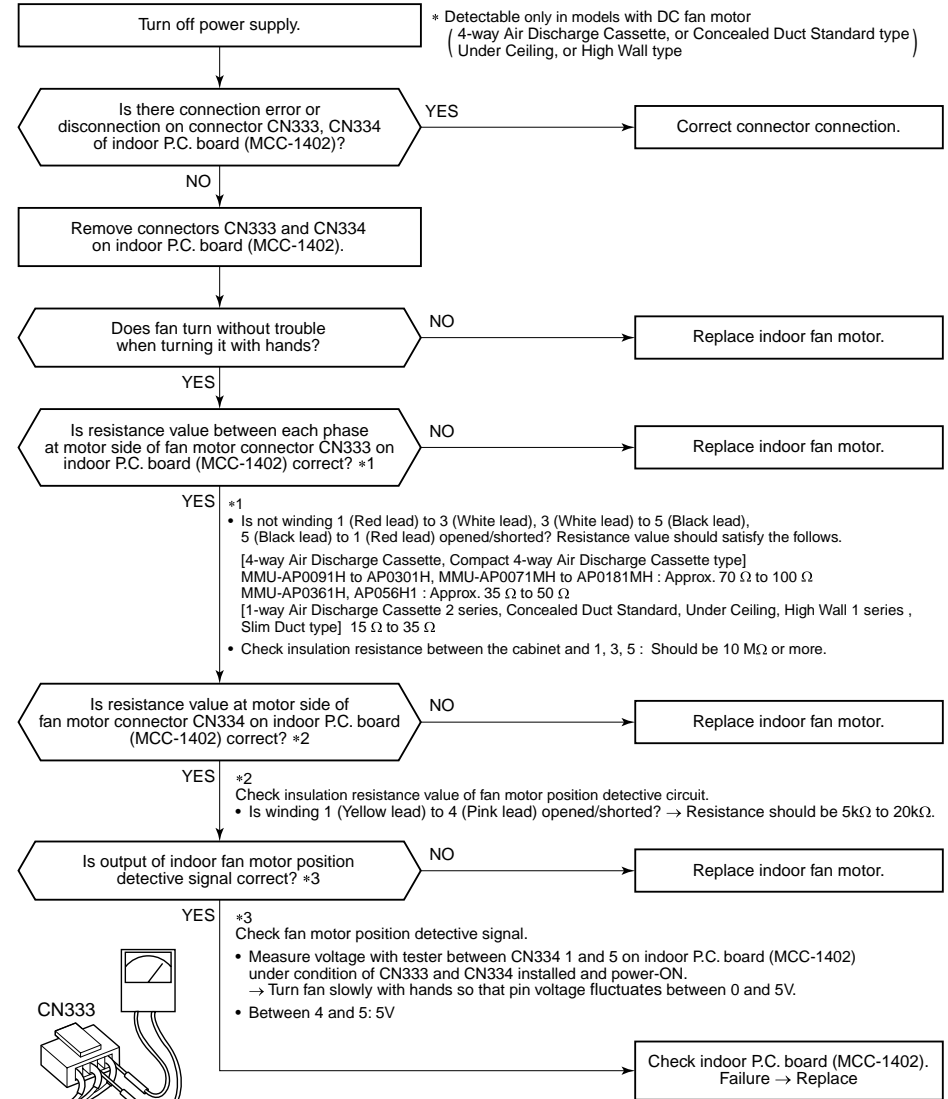 Turn off power supply.
* Detectable only in models with DC fan motor
( 4-way Air Discharge Cassette, or Concealed Duct Standard type )
Under Ceiling, or High Wall type
Is there connection error or
disconnection on connector CN333, CN334
of indoor P.C. board (MCC-1402)?
YES
Correct connector connection.
NO
Remove connectors CN333 and CN334
on indoor P.C. board (MCC-1402).
Does fan turn without trouble
when turning it with hands?
NO
Replace indoor fan motor.
YES
Is resistance value between each phase
at motor side of fan motor connector CN333 on
indoor P.C. board (MCC-1402) correct? *1
NO
Replace indoor fan motor.
YES
*1
• Is not winding 1 (Red lead) to 3 (White lead), 3 (White lead) to 5 (Black lead),
5 (Black lead) to 1 (Red lead) opened/shorted? Resistance value should satisfy the follows.
[4-way Air Discharge Cassette, Compact 4-way Air Discharge Cassette type]
MMU-AP0091H to AP0301H, MMU-AP0071MH to AP0181MH : Approx. 70 Ω to 100 Ω
MMU-AP0361H, AP056H1 : Approx. 35 Ω to 50 Ω
[1-way Air Discharge Cassette 2 series, Concealed Duct Standard, Under Ceiling, High Wall 1 series ,
Slim Duct type] 15 Ω to 35 Ω
• Check insulation resistance between the cabinet and 1, 3, 5 : Should be 10 MΩ or more.
Is resistance value at motor side of
fan motor connector CN334 on indoor P.C. board
(MCC-1402) correct? *2
NO
Replace indoor fan motor.
YES
*2
Check insulation resistance value of fan motor position detective circuit.
• Is winding 1 (Yellow lead) to 4 (Pink lead) opened/shorted? → Resistance should be 5kΩ to 20kΩ.
Is output of indoor fan motor position
detective signal correct? *3
NO
Replace indoor fan motor.
YES
*3
Check fan motor position detective signal.
• Measure voltage with tester between CN334 1 and 5 on indoor P.C. board (MCC-1402)
under condition of CN333 and CN334 installed and power-ON.
→ Turn fan slowly with hands so that pin voltage fluctuates between 0 and 5V.
• Between 4 and 5: 5V
CN333
Check indoor P.C. board (MCC-1402).
Failure → Replace